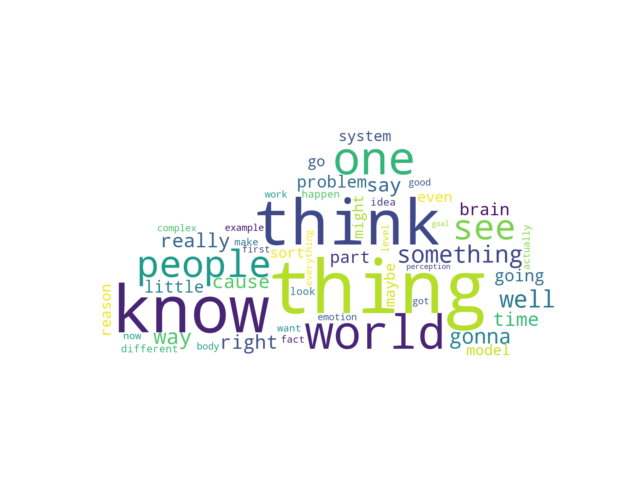 system
go one
problem say good
work happen idea even
think might goal brain
complex example see
really make first sort everything level actually
people part something
perception
little cause look maybe going
reason know thing got well
emotion time
now way want world gonna
different body right fact model